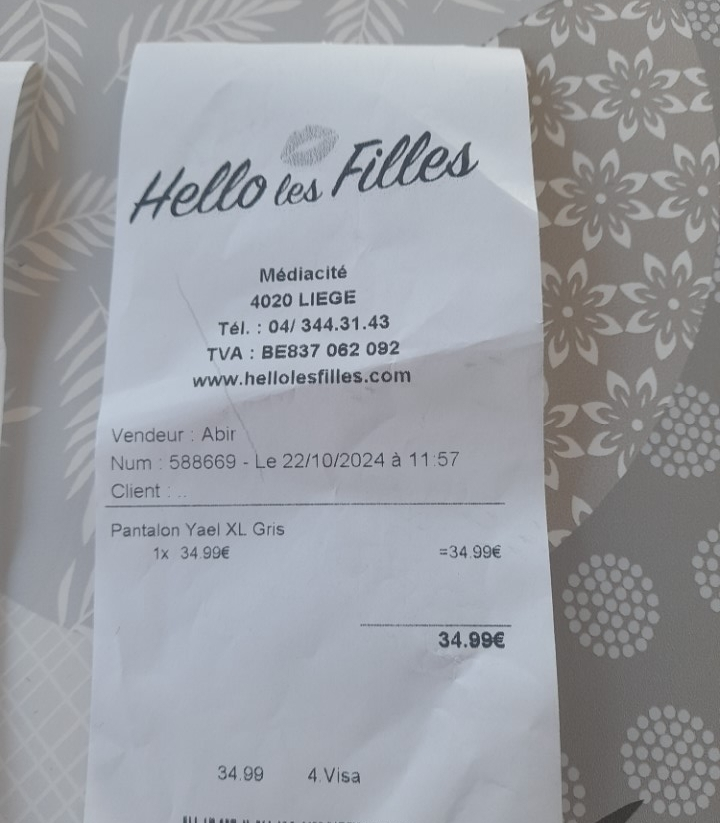 Hello les Filles
Médiacité
4020 LIEGE
Tél. : 04/ 344.31.43
TVA : BE837 062 092
www.hellolesfilles.com
Vendeur : Abir
Num : 588669 - Le 22/10/2024 à 11:57
Client : ..
Pantalon Yael XL Gris
1x 34.99€ =34.99€
34.99€
34.99 4.Visa